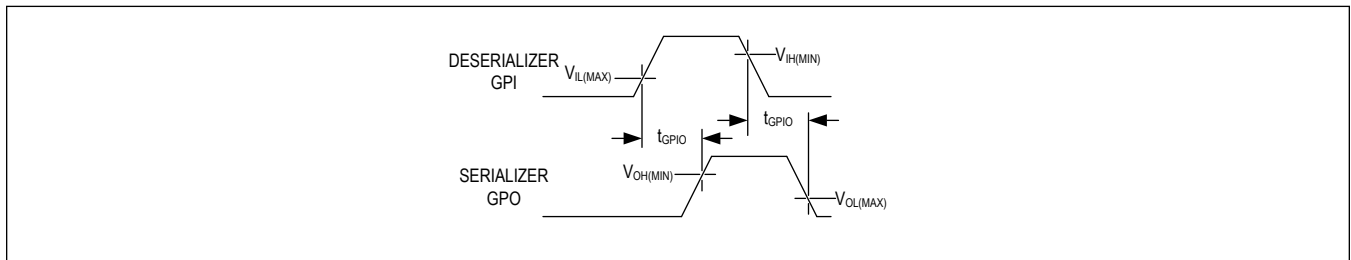 DESERIALIZER
GPI
VIL(MAX)
VIH(MIN)
tGPIO
tGPIO
SERIALIZER
GPO
VOH(MIN)
VOL(MAX)